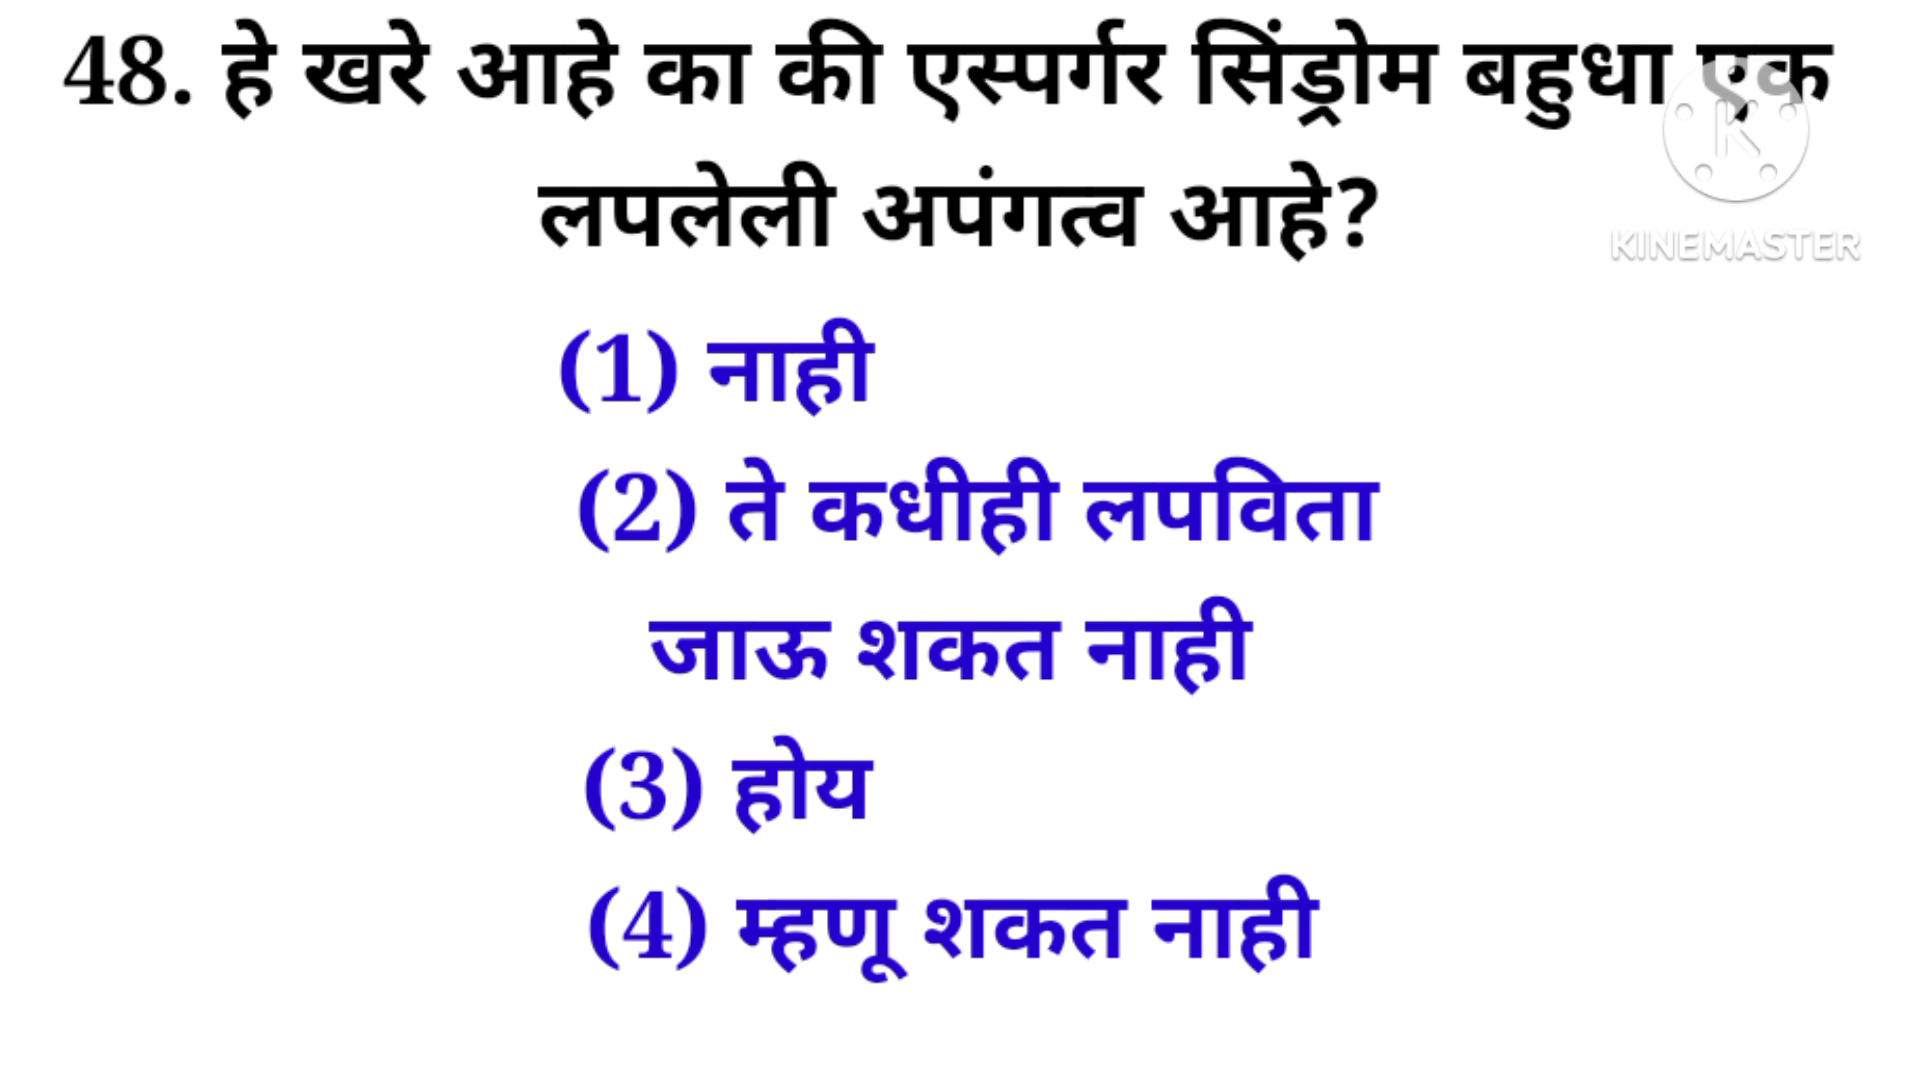 48. हे खरे आहे का की एस्पर्गर सिंड्रोम बहुधा एक
लपलेली अपंगत्व आहे?
KINEMASTER
(1) नाही
(2) ते कधीही लपविता
जाऊ शकत नाही
(3) होय
(4) म्हणू शकत नाही